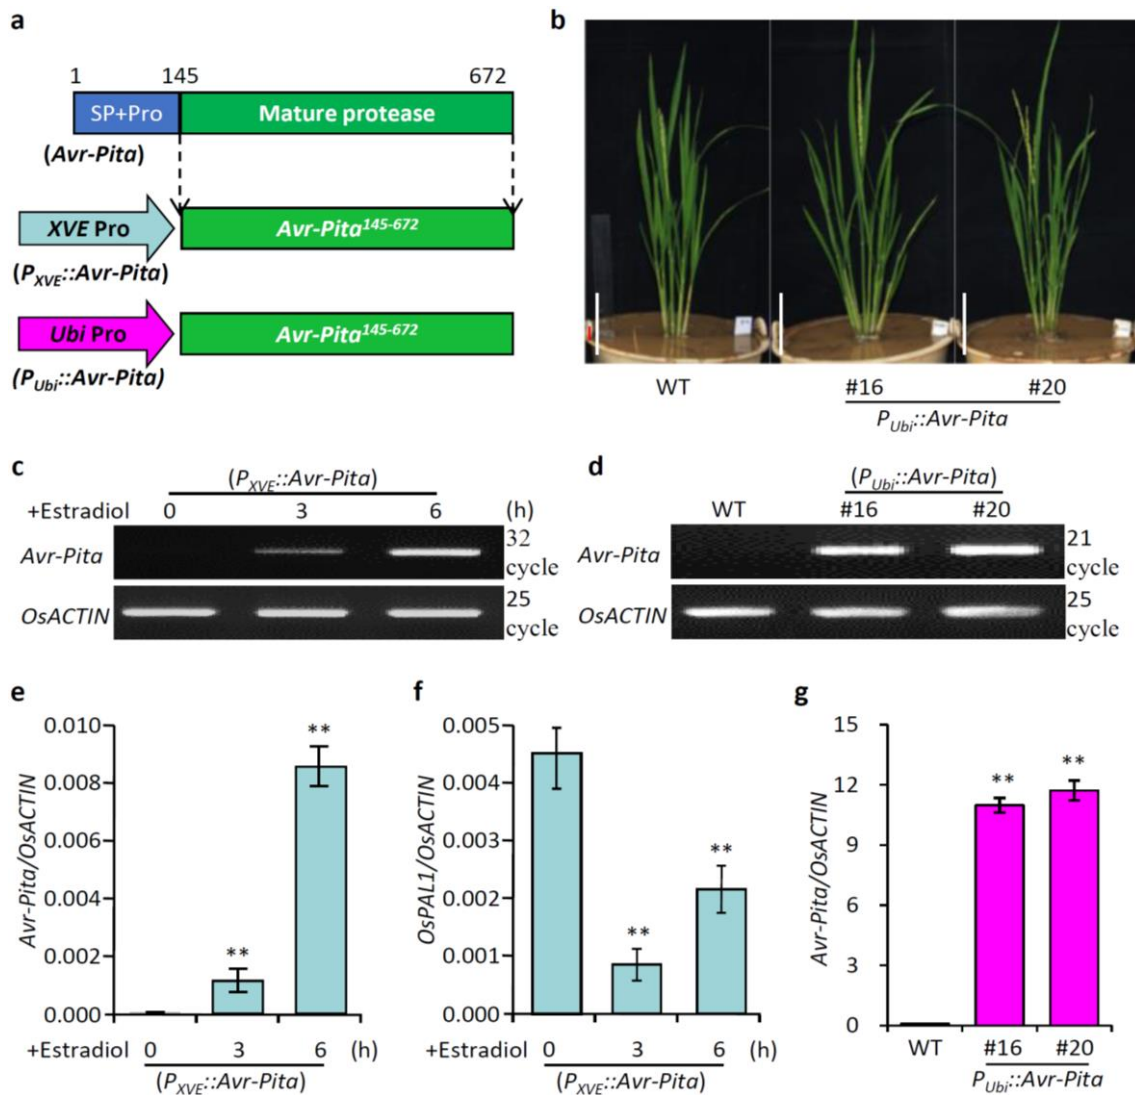 a
1 145 672
SP+Pro Mature protease
(Avr-Pita)
XVE Pro Avr-Pita145-672
(PXVE::Avr-Pita)
Ubi Pro Avr-Pita145-672
(PUbi::Avr-Pita)
b
WT #16 #20
PUbi::Avr-Pita
c
(PXVE::Avr-Pita)
+Estradiol 0 3 6 (h)
Avr-Pita 32
cycle
OsACTIN 25
cycle
d
(PUbi::Avr-Pita)
WT #16 #20
Avr-Pita 21
cycle
OsACTIN 25
cycle
e
Avr-Pita/OsACTIN
0.010
0.008
0.006
0.004
0.002
0.000
** **
+Estradiol 0 3 6 (h)
(PXVE::Avr-Pita)
f
OsPAL1/OsACTIN
0.005
0.004
0.003
0.002
0.001
0.000
** **
+Estradiol 0 3 6 (h)
(PXVE::Avr-Pita)
g
Avr-Pita/OsACTIN
15
12
9
6
3
0
** **
WT #16 #20
PUbi::Avr-Pita